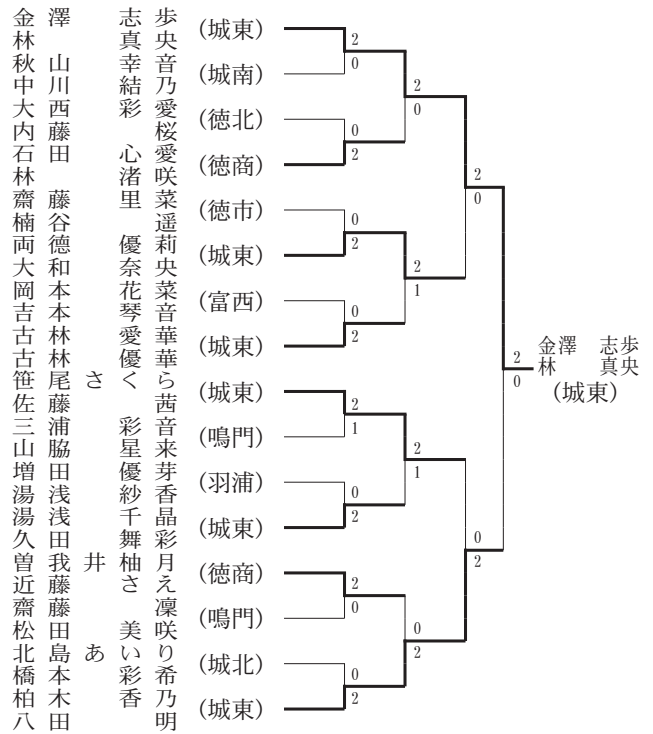 金澤 志歩
林 真央
(城東)
秋山 幸音
中川 結乃
(城南)
大西 彩愛
内藤 桜
(徳北)
石田 心愛
林 渚咲
(徳商)
齋藤 里菜
楠谷 遥
(徳市)
両徳 優莉
大和 奈央
(城東)
岡本 花菜
吉本 琴音
(富西)
古林 愛華
古林 優華
(城東)
笹尾 さくら
佐藤 茜
(城東)
三浦 彩音
山脇 星来
(鳴門)
増田 優芽
湯浅 紗香
(羽浦)
湯浅 千晶
久田 舞彩
(城東)
曽我井 柚月
近藤 さえ
(徳商)
齋藤 凜
松田 美咲
(鳴門)
北島 あいり
橋本 彩希
(城北)
柏木 香乃
八田 明
(城東)
2
0
0
2
0
2
0
2
2
1
0
2
2
0
0
2
2
0
2
1
2
1
0
2
2
0
0
2
2
0
金澤 志歩
林 真央
(城東)